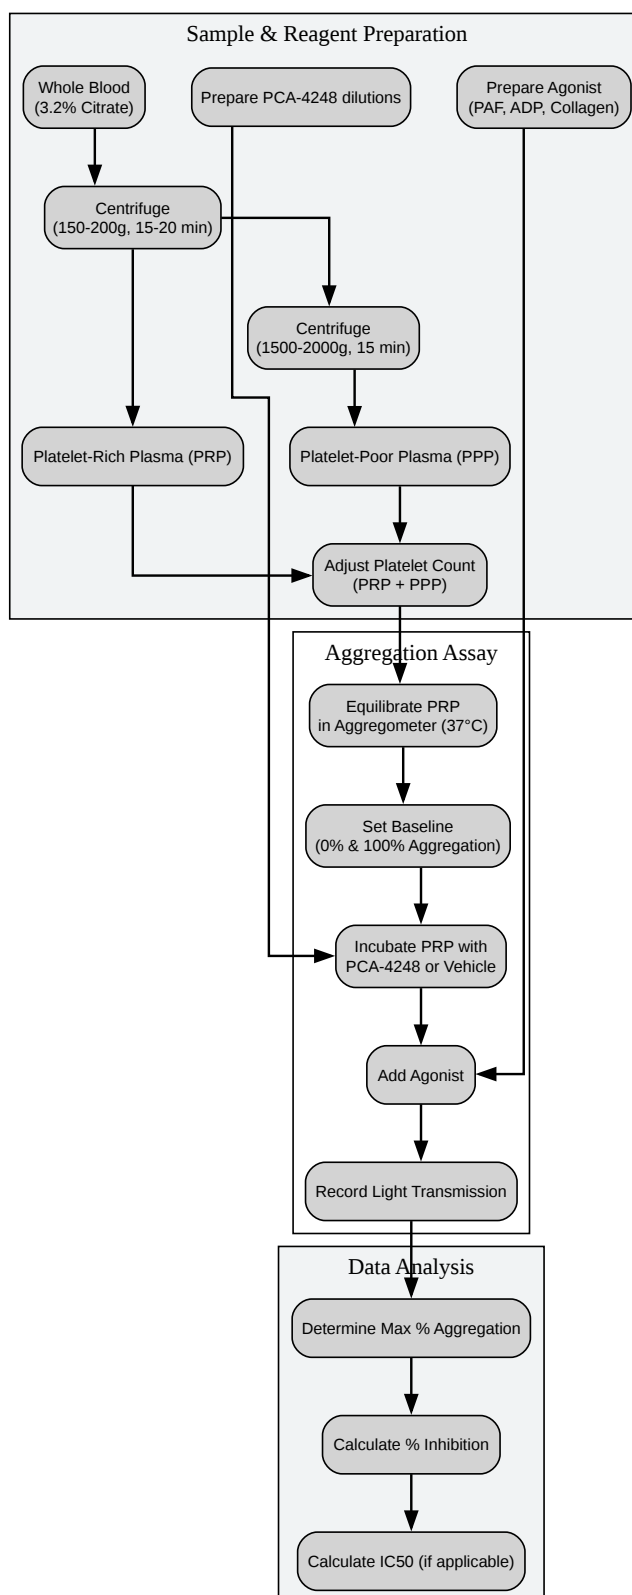 Sample & Reagent Preparation
Whole Blood
(3.2% Citrate)
Prepare PCA-4248 dilutions
Prepare Agonist
(PAF, ADP, Collagen)
Centrifuge
(150-200g, 15-20 min)
Centrifuge
(1500-2000g, 15 min)
Platelet-Rich Plasma (PRP)
Platelet-Poor Plasma (PPP)
Adjust Platelet Count
(PRP + PPP)
Aggregation Assay
Equilibrate PRP
in Aggregometer (37°C)
Set Baseline
(0% & 100% Aggregation)
Incubate PRP with
PCA-4248 or Vehicle
Add Agonist
Record Light Transmission
Data Analysis
Determine Max % Aggregation
Calculate % Inhibition
Calculate IC50 (if applicable)